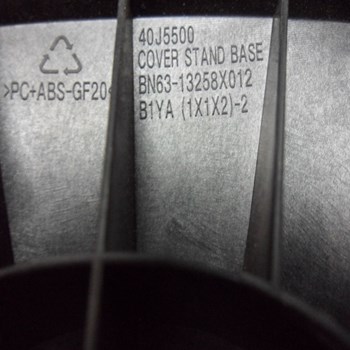 >PC+ABS-GF20<
40J5500
COVER STAND BASE
BN63-13258X012
B1YA (1X1X2)-2